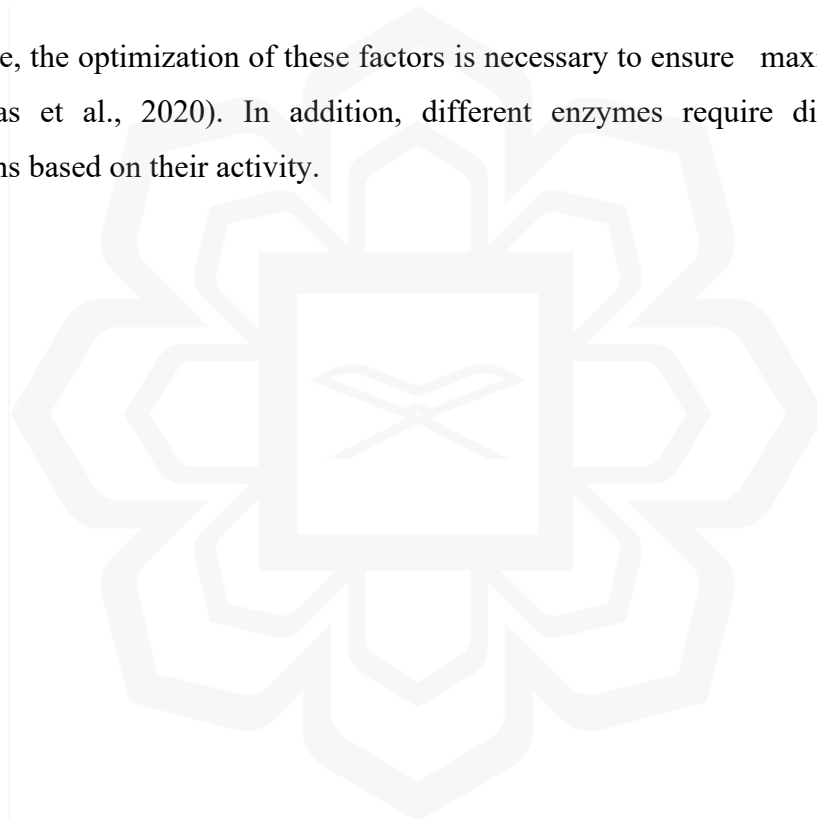 e, the optimization of these factors is necessary to ensure maxi
as et al., 2020). In addition, different enzymes require di
ns based on their activity.